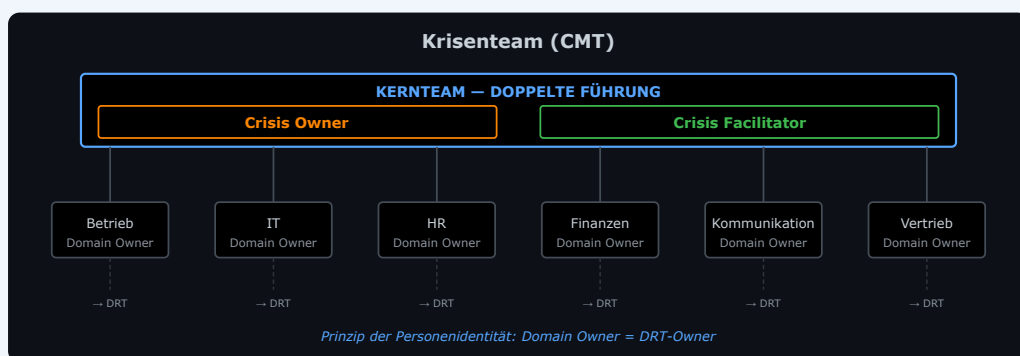 Krisenteam (CMT)
KERNTEAM — DOPPELTE FÜHRUNG
Crisis Owner
Crisis Facilitator
Betrieb
Domain Owner
IT
Domain Owner
HR
Domain Owner
Finanzen
Domain Owner
Kommunikation
Domain Owner
Vertrieb
Domain Owner
→ DRT
→ DRT
→ DRT
→ DRT
→ DRT
→ DRT
Prinzip der Personenidentität: Domain Owner = DRT-Owner